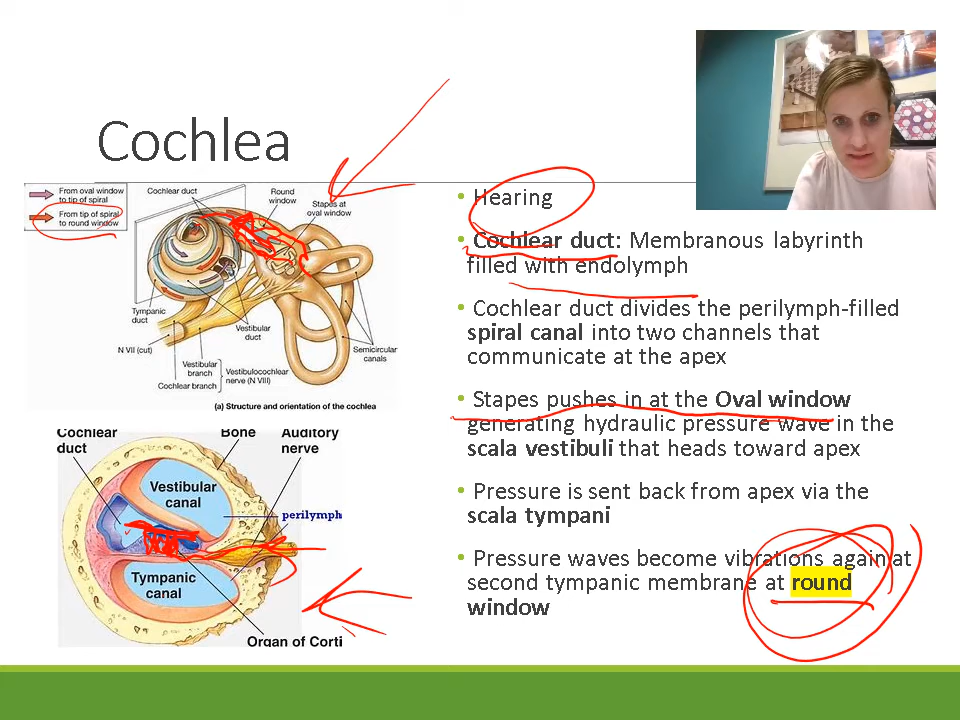 Cochlea
From oval window
to tip of spiral
From tip of spiral
to round window
Cochlear duct
Round
window
Stapes at
oval window
Tympanic
duct
Vestibular
duct
N VII (cut)
Semicircular
canals
Vestibular
branch
Cochlear branch
Vestibulocochlear
nerve (N VIII)
(a) Structure and orientation of the cochlea
Cochlear
duct
Bone
Auditory
nerve
Vestibular
canal
perilymph
Tympanic
canal
Organ of Corti
• Hearing
• Cochlear duct: Membranous labyrinth
filled with endolymph
• Cochlear duct divides the perilymph-filled
spiral canal into two channels that
communicate at the apex
• Stapes pushes in at the Oval window
generating hydraulic pressure wave in the
scala vestibuli that heads toward apex
• Pressure is sent back from apex via the
scala tympani
• Pressure waves become vibrations again at
second tympanic membrane at round
window